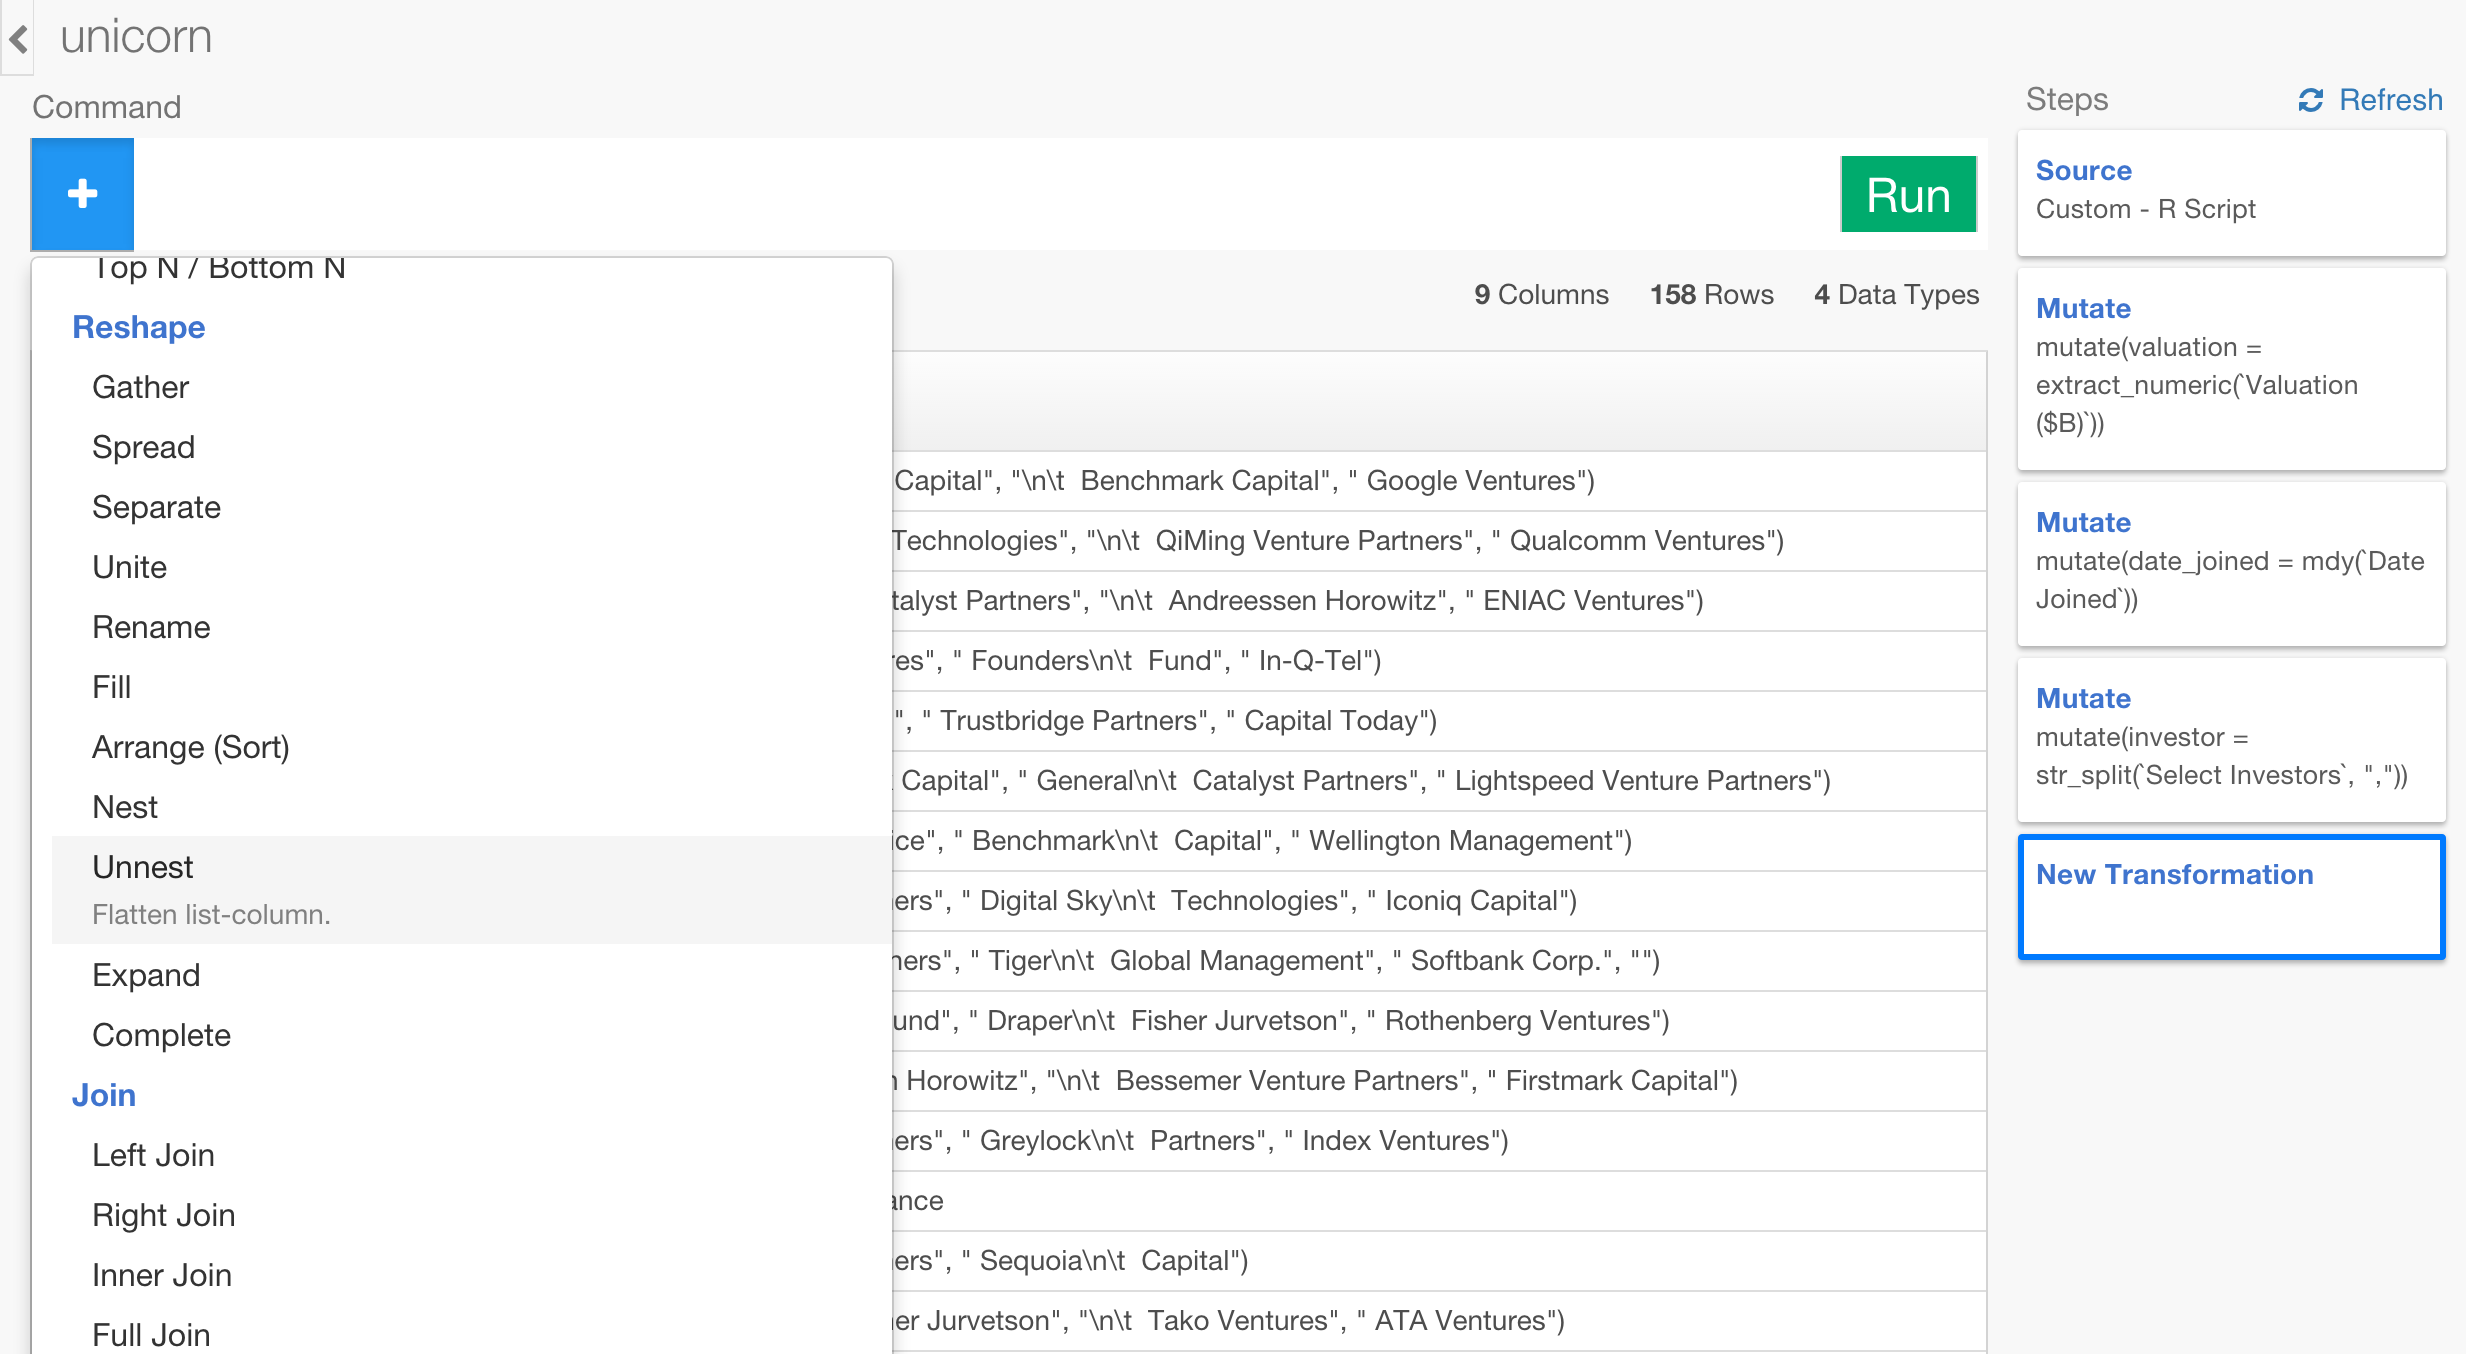 unicorn
Command
Run
Top N / Bottom N
Reshape
Gather
Spread
Separate
Unite
Rename
Fill
Arrange (Sort)
Nest
Unnest
Flatten list-column.
Expand
Complete
Join
Left Join
Right Join
Inner Join
Full Join
9 Columns 158 Rows 4 Data Types
Capital", "\n\t Benchmark Capital", " Google Ventures")
Technologies", "\n\t QiMing Venture Partners", " Qualcomm Ventures")
talyst Partners", "\n\t Andreessen Horowitz", " ENIAC Ventures")
res", " Founders\n\t Fund", " In-Q-Tel")
", " Trustbridge Partners", " Capital Today")
Capital", " General\n\t Catalyst Partners", " Lightspeed Venture Partners")
ice", " Benchmark\n\t Capital", " Wellington Management")
ers", " Digital Sky\n\t Technologies", " Iconiq Capital")
ners", " Tiger\n\t Global Management", " Softbank Corp.", "")
und", " Draper\n\t Fisher Jurvetson", " Rothenberg Ventures")
Horowitz", "\n\t Bessemer Venture Partners", " Firstmark Capital")
ers", " Greylock\n\t Partners", " Index Ventures")
ance
ers", " Sequoia\n\t Capital")
er Jurvetson", "\n\t Tako Ventures", " ATA Ventures")
Steps Refresh
Source
Custom - R Script
Mutate
mutate(valuation =
extract_numeric(`Valuation
($B)`))
Mutate
mutate(date_joined = mdy(`Date
Joined`))
Mutate
mutate(investor =
str_split(`Select Investors`, ","))
New Transformation